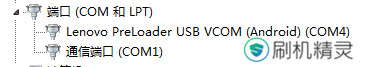 端口 (COM 和 LPT)
Lenovo PreLoader USB VCOM (Android) (COM4)
通信端口 (COM1)
刷机精灵